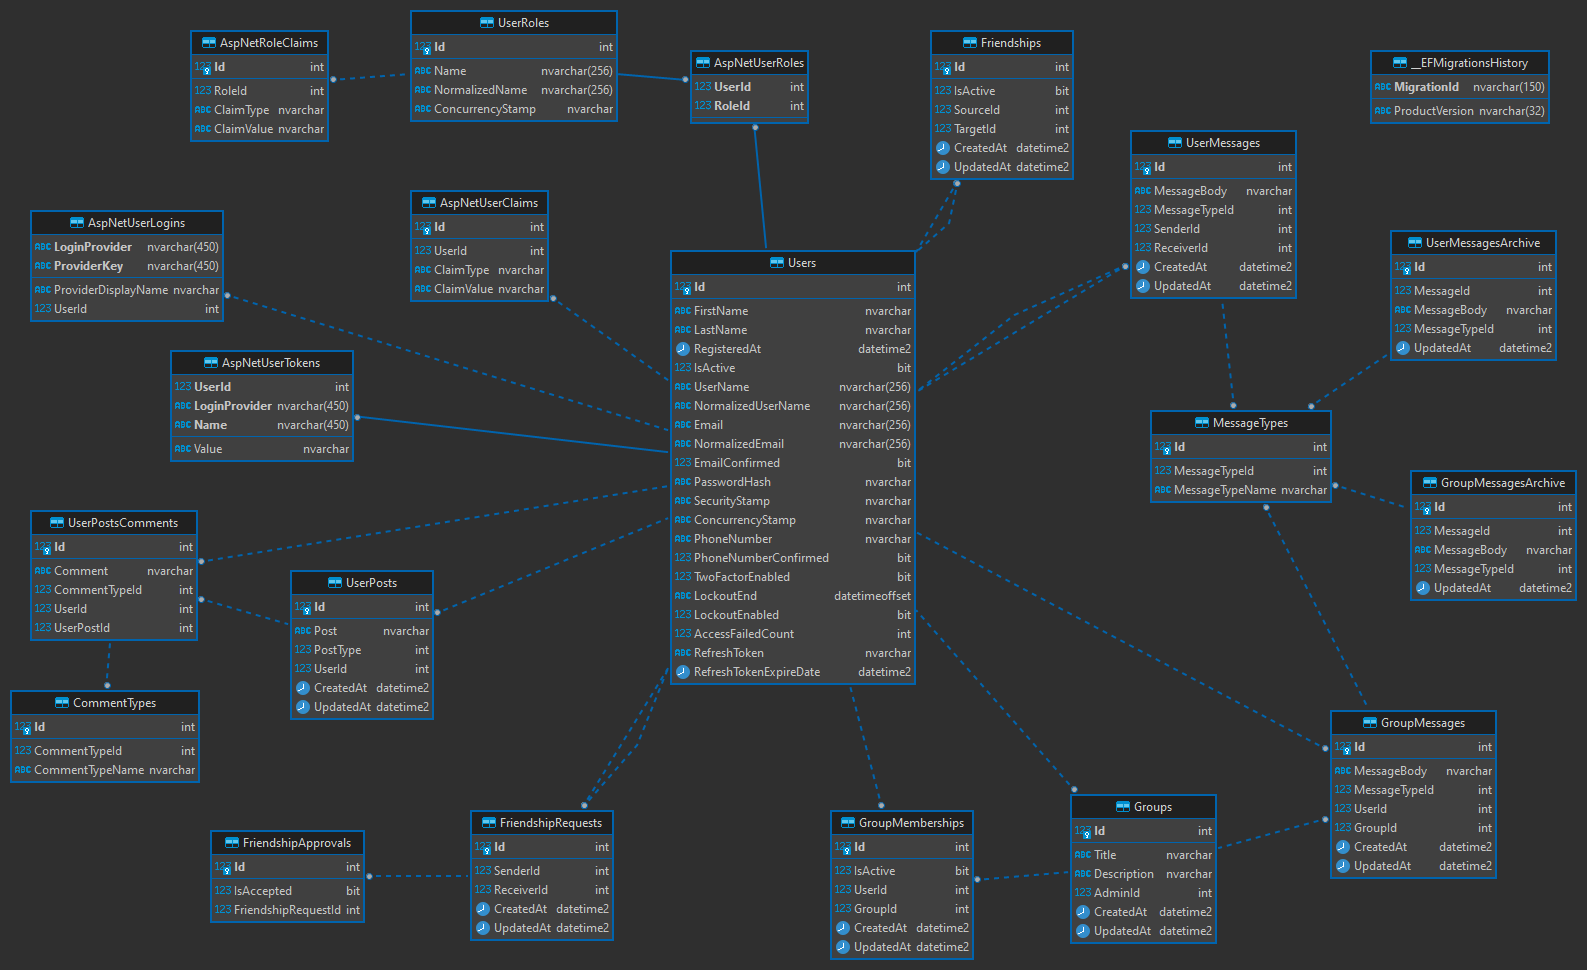 UserRoles
Id int
Name nvarchar(256)
NormalizedName nvarchar(256)
ConcurrencyStamp nvarchar
AspNetRoleClaims
Id int
RoleId int
ClaimType nvarchar
ClaimValue nvarchar
AspNetUserRoles
UserId int
RoleId int
Friendships
Id int
IsActive bit
SourceId int
TargetId int
CreatedAt datetime2
UpdatedAt datetime2
__EFMigrationsHistory
MigrationId nvarchar(150)
ProductVersion nvarchar(32)
UserMessages
Id int
MessageBody nvarchar
MessageTypeId int
SenderId int
ReceiverId int
CreatedAt datetime2
UpdatedAt datetime2
AspNetUserClaims
Id int
UserId int
ClaimType nvarchar
ClaimValue nvarchar
AspNetUserLogins
LoginProvider nvarchar(450)
ProviderKey nvarchar(450)
ProviderDisplayName nvarchar
UserId int
UserMessagesArchive
Id int
MessageId int
MessageBody nvarchar
MessageTypeId int
UpdatedAt datetime2
Users
Id int
FirstName nvarchar
LastName nvarchar
RegisteredAt datetime2
IsActive bit
UserName nvarchar(256)
NormalizedUserName nvarchar(256)
Email nvarchar(256)
NormalizedEmail nvarchar(256)
EmailConfirmed bit
PasswordHash nvarchar
SecurityStamp nvarchar
ConcurrencyStamp nvarchar
PhoneNumber nvarchar
PhoneNumberConfirmed bit
TwoFactorEnabled bit
LockoutEnd datetimeoffset
LockoutEnabled bit
AccessFailedCount int
RefreshToken nvarchar
RefreshTokenExpireDate datetime2
AspNetUserTokens
UserId int
LoginProvider nvarchar(450)
Name nvarchar(450)
Value nvarchar
MessageTypes
Id int
MessageTypeId int
MessageTypeName nvarchar
GroupMessagesArchive
Id int
MessageId int
MessageBody nvarchar
MessageTypeId int
UpdatedAt datetime2
UserPostsComments
Id int
Comment nvarchar
CommentTypeId int
UserId int
UserPostId int
UserPosts
Id int
Post nvarchar
PostType int
UserId int
CreatedAt datetime2
UpdatedAt datetime2
CommentTypes
Id int
CommentTypeId int
CommentTypeName nvarchar
GroupMessages
Id int
MessageBody nvarchar
MessageTypeId int
UserId int
GroupId int
CreatedAt datetime2
UpdatedAt datetime2
FriendshipApprovals
Id int
IsAccepted bit
FriendshipRequestId int
FriendshipRequests
Id int
SenderId int
ReceiverId int
CreatedAt datetime2
UpdatedAt datetime2
GroupMemberships
Id int
IsActive bit
UserId int
GroupId int
CreatedAt datetime2
UpdatedAt datetime2
Groups
Id int
Title nvarchar
Description nvarchar
AdminId int
CreatedAt datetime2
UpdatedAt datetime2